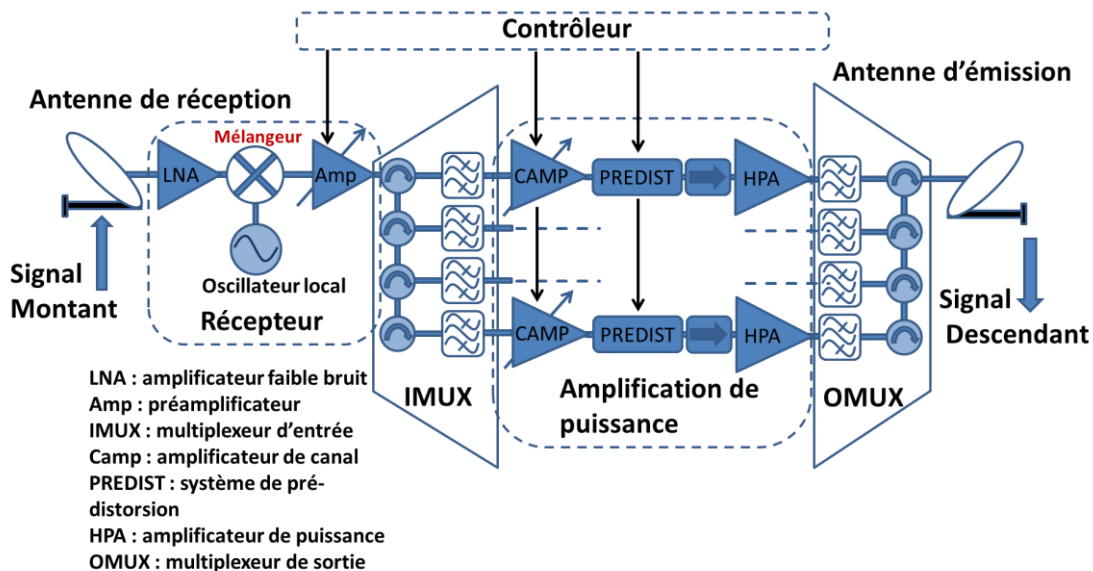 Contrôleur
Antenne d'émission
Antenne de réception
Mélangeur
LNA
Amp
CAMP
PREDIST
HPA
Oscillateur local
Signal
Montant
Récepteur
Signal
Descendant
CAMP
PREDIST
HPA
IMUX
Amplification de
puissance
OMUX
LNA : amplificateur faible bruit
Amp : préamplificateur
IMUX : multiplexeur d'entrée
Camp : amplificateur de canal
PREDIST : système de pré-
distorsion
HPA : amplificateur de puissance
OMUX : multiplexeur de sortie